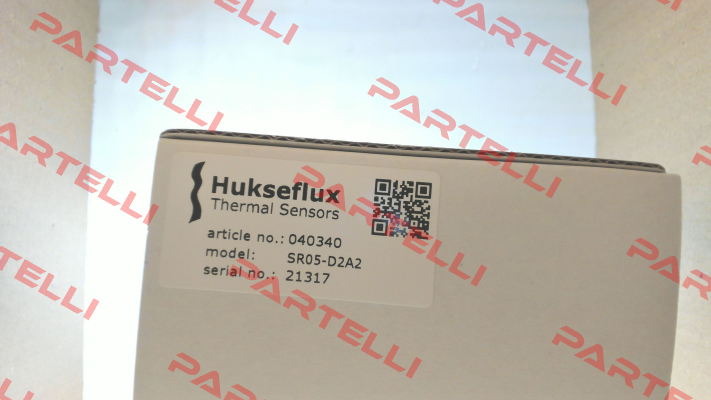 Hukseflux
Thermal Sensors
article no.: 040340
model: SR05-D2A2
serial no.: 21317
PARTELLI
PARTELLI
PARTELLI
PARTELLI
PARTELLI
PARTELLI
PARTELLI
PARTELLI